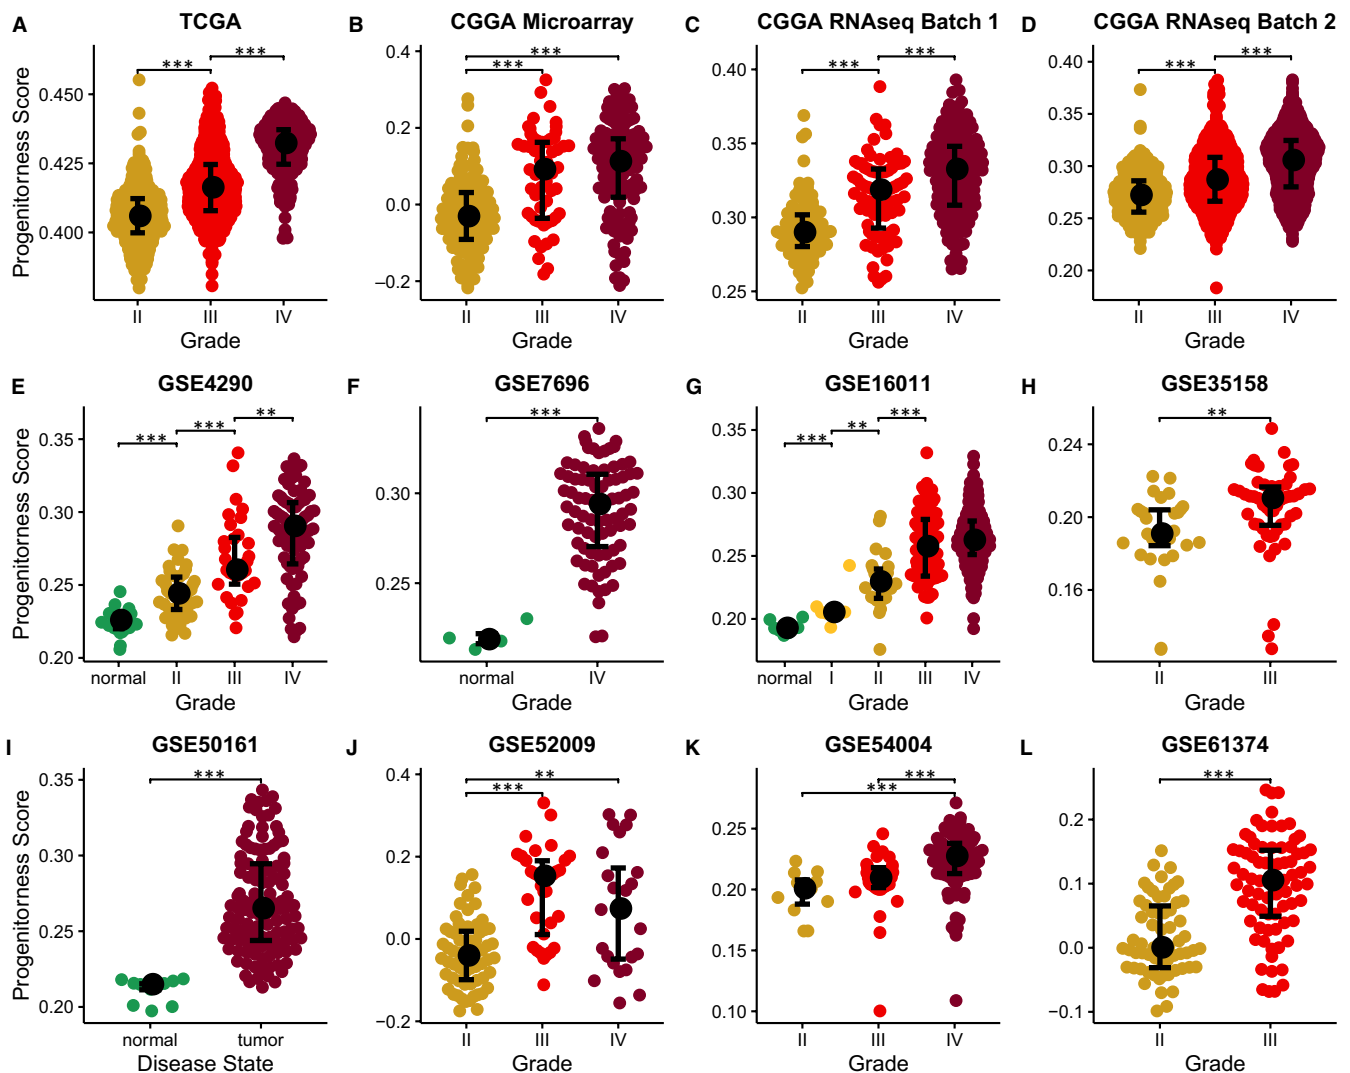 A TCGA
Progenitorness Score
0.450
0.425
0.400
*** ***
II III IV
Grade
B CGGA Microarray
0.4
0.2
0.0
−0.2
***
***
II III IV
Grade
C CGGA RNAseq Batch 1
0.40
0.35
0.30
0.25
*** ***
II III IV
Grade
D CGGA RNAseq Batch 2
0.40
0.35
0.30
0.25
0.20
*** ***
II III IV
Grade
E GSE4290
Progenitorness Score
0.35
0.30
0.25
0.20
*** *** **
normal II III IV
Grade
F GSE7696
0.30
0.25
***
normal IV
Grade
G GSE16011
0.35
0.30
0.25
0.20
*** ** ***
normal I II III IV
Grade
H GSE35158
0.24
0.20
0.16
**
II III
Grade
I GSE50161
Progenitorness Score
0.35
0.30
0.25
0.20
***
normal tumor
Disease State
J GSE52009
0.4
0.2
0.0
−0.2
**
***
II III IV
Grade
K GSE54004
0.25
0.20
0.15
0.10
***
***
II III IV
Grade
L GSE61374
0.2
0.1
0.0
−0.1
***
II III
Grade